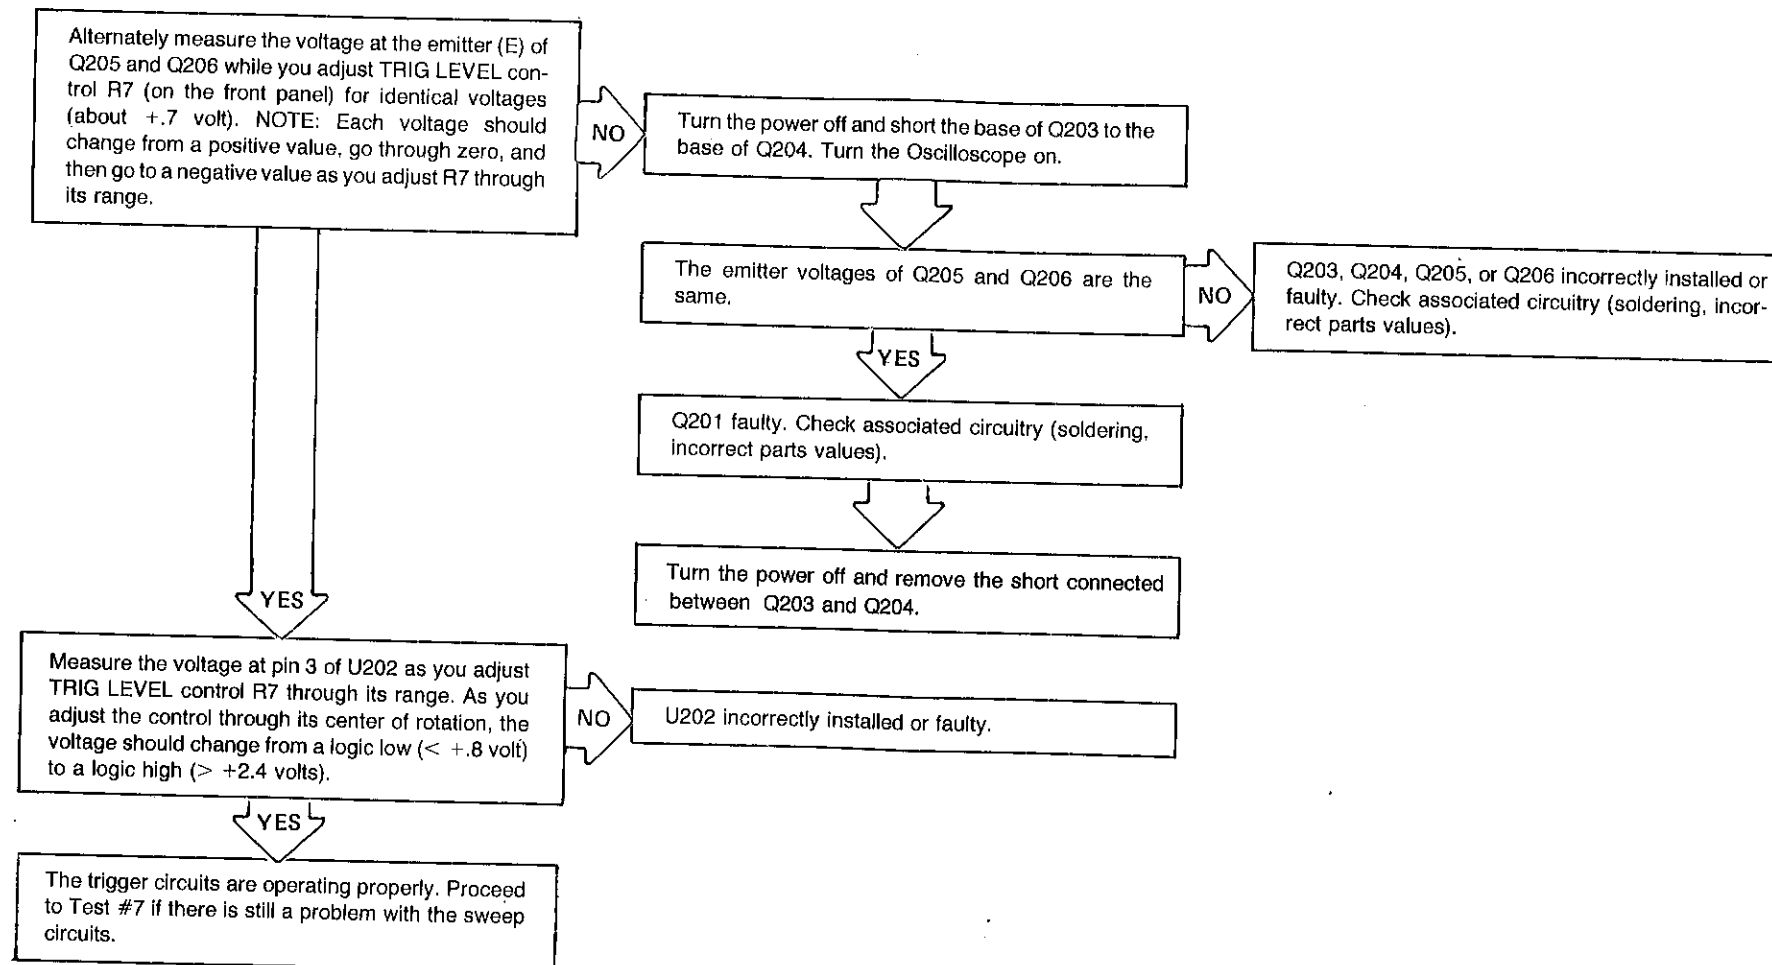 Alternately measure the voltage at the emitter (E) of
Q205 and Q206 while you adjust TRIG LEVEL con-
trol R7 (on the front panel) for identical voltages
(about +.7 volt). NOTE: Each voltage should
change from a positive value, go through zero, and
then go to a negative value as you adjust R7 through
its range.
NO
Turn the power off and short the base of Q203 to the
base of Q204. Turn the Oscilloscope on.
The emitter voltages of Q205 and Q206 are the
same.
NO
Q203, Q204, Q205, or Q206 incorrectly installed or
faulty. Check associated circuitry (soldering, incor-
rect parts values).
YES
Q201 faulty. Check associated circuitry (soldering,
incorrect parts values).
Turn the power off and remove the short connected
between Q203 and Q204.
YES
Measure the voltage at pin 3 of U202 as you adjust
TRIG LEVEL control R7 through its range. As you
adjust the control through its center of rotation, the
voltage should change from a logic low (< +.8 volt)
to a logic high (> +2.4 volts).
NO
U202 incorrectly installed or faulty.
YES
The trigger circuits are operating properly. Proceed
to Test #7 if there is still a problem with the sweep
circuits.